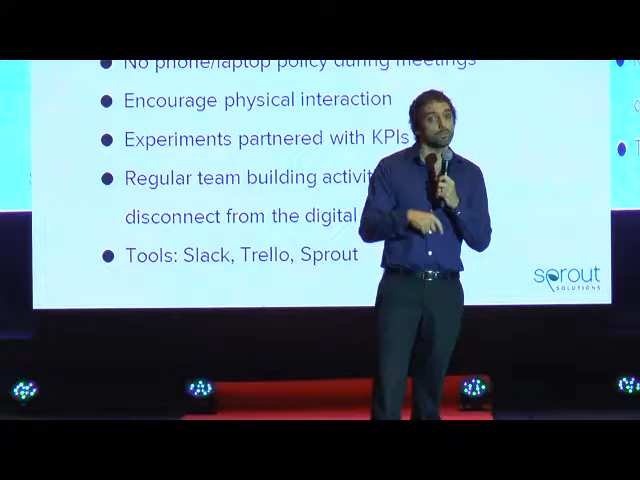 No phone/laptop policy during meetings
Encourage physical interaction
Experiments partnered with KPIs
Regular team building activit
disconnect from the digital
Tools: Slack, Trello, Sprout
sprout
SOLUTIONS